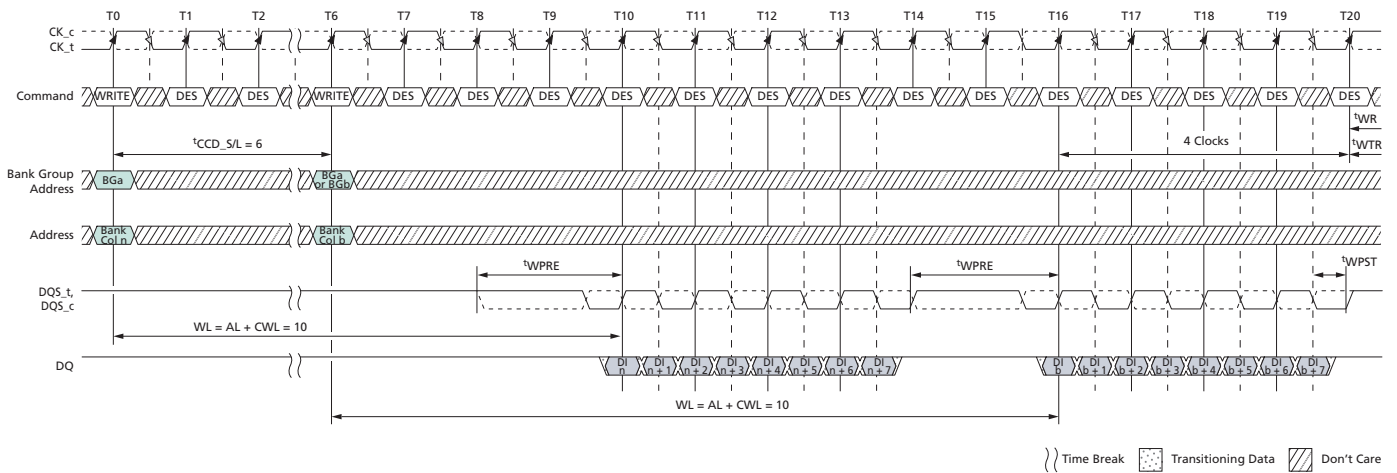 T0 T1 T2 T6 T7 T8 T9 T10 T11 T12 T13 T14 T15 T16 T17 T18 T19 T20
CK_c
CK_t
Command WRITE DES DES WRITE DES DES DES DES DES DES DES DES DES DES DES DES DES DES
tWR
tCCD_S/L = 6 4 Clocks tWTR
Bank Group Address BGa BGa or BGb
Address Bank Col n Bank Col b
tWPRE tWPRE tWPST
DQS_t,
DQS_c
WL = AL + CWL = 10
DQ DI n DI n + 1 DI n + 2 DI n + 3 DI n + 4 DI n + 5 DI n + 6 DI n + 7 DI b DI b + 1 DI b + 2 DI b + 3 DI b + 4 DI b + 5 DI b + 6 DI b + 7
WL = AL + CWL = 10
Time Break Transitioning Data Don't Care